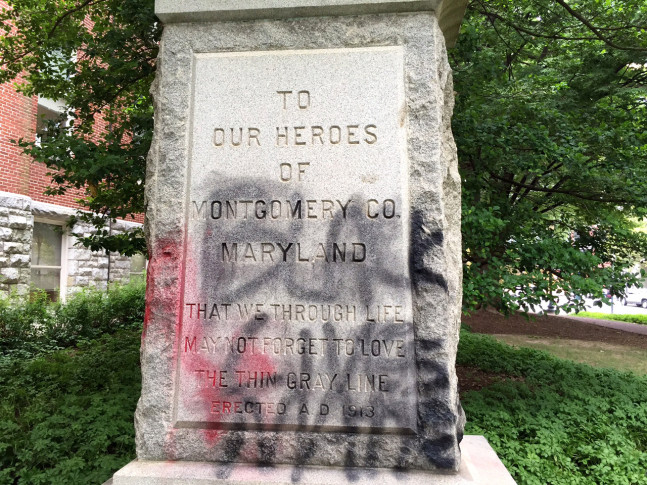 TO
OUR HEROES
OF
MONTGOMERY CO.
MARYLAND
THAT WE THROUGH LIFE
MAY NOT FORGET TO LOVE
THE THIN GRAY LINE
ERECTED A.D. 1913